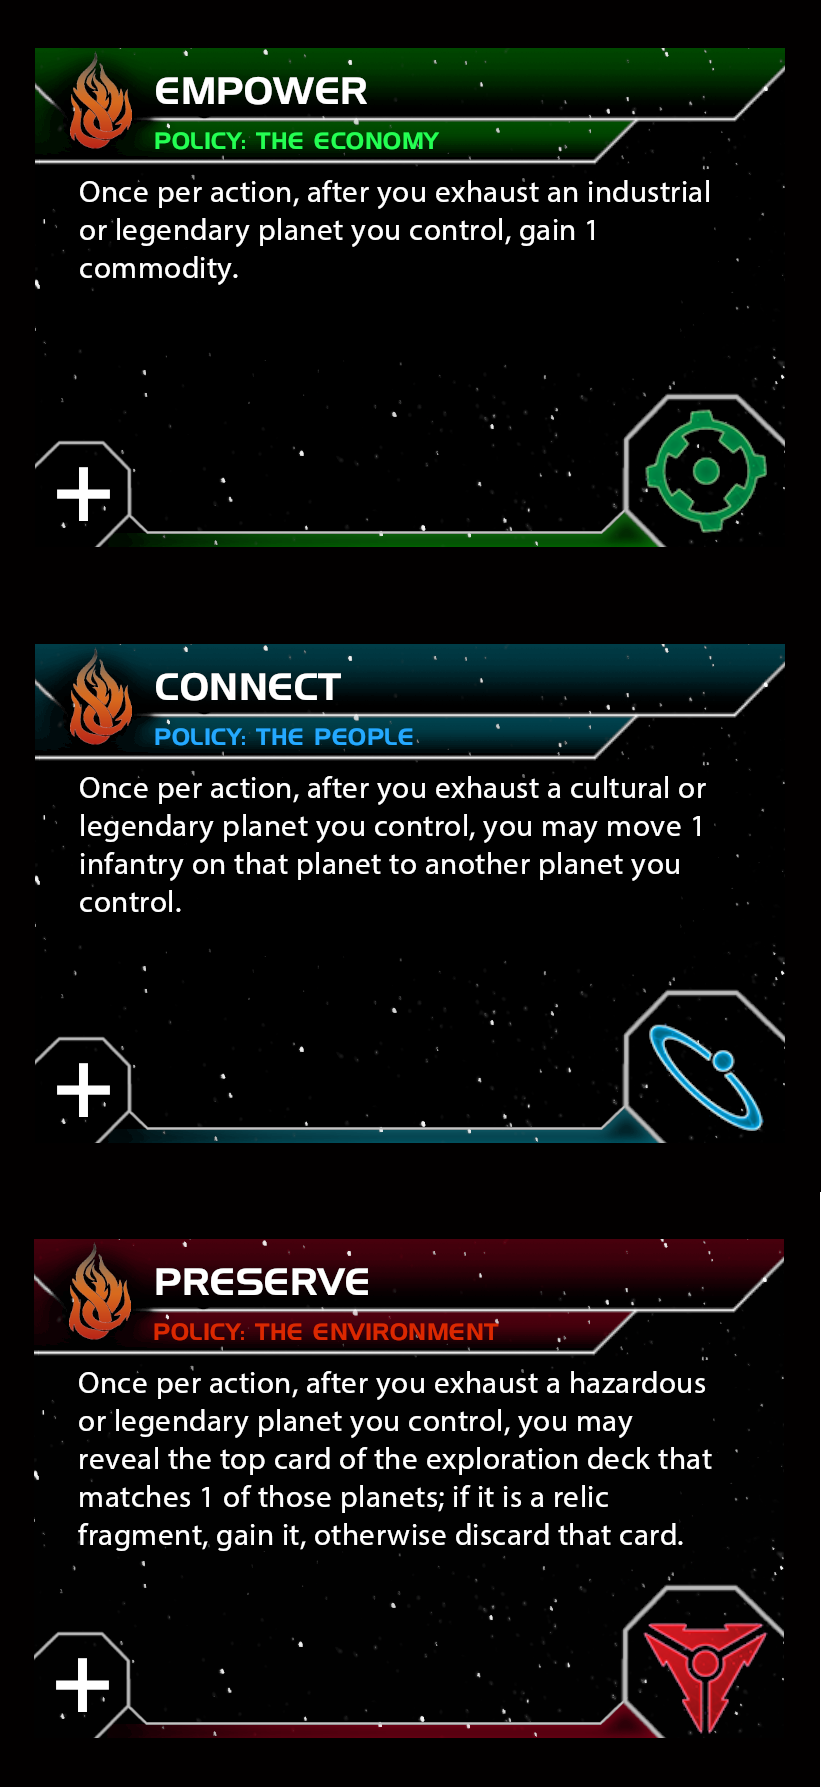 EMPOWER
POLICY: THE ECONOMY
Once per action, after you exhaust an industrial
or legendary planet you control, gain 1
commodity.
+
CONNECT
POLICY: THE PEOPLE
Once per action, after you exhaust a cultural or
legendary planet you control, you may move 1
infantry on that planet to another planet you
control.
+
PRESERVE
POLICY: THE ENVIRONMENT
Once per action, after you exhaust a hazardous
or legendary planet you control, you may
reveal the top card of the exploration deck that
matches 1 of those planets; if it is a relic
fragment, gain it, otherwise discard that card.
+